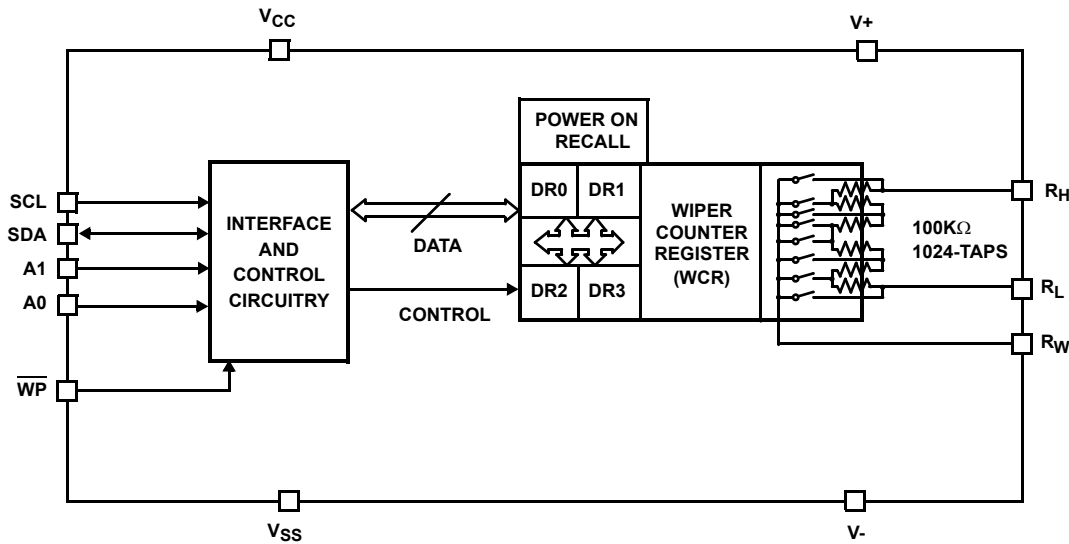 VCC
V+
POWER ON
RECALL
SCL
SDA
A1
A0
WP
INTERFACE
AND
CONTROL
CIRCUITRY
DATA
CONTROL
DR0
DR1
DR2
DR3
WIPER
COUNTER
REGISTER
(WCR)
100KΩ
1024-TAPS
RH
RL
RW
VSS
V-